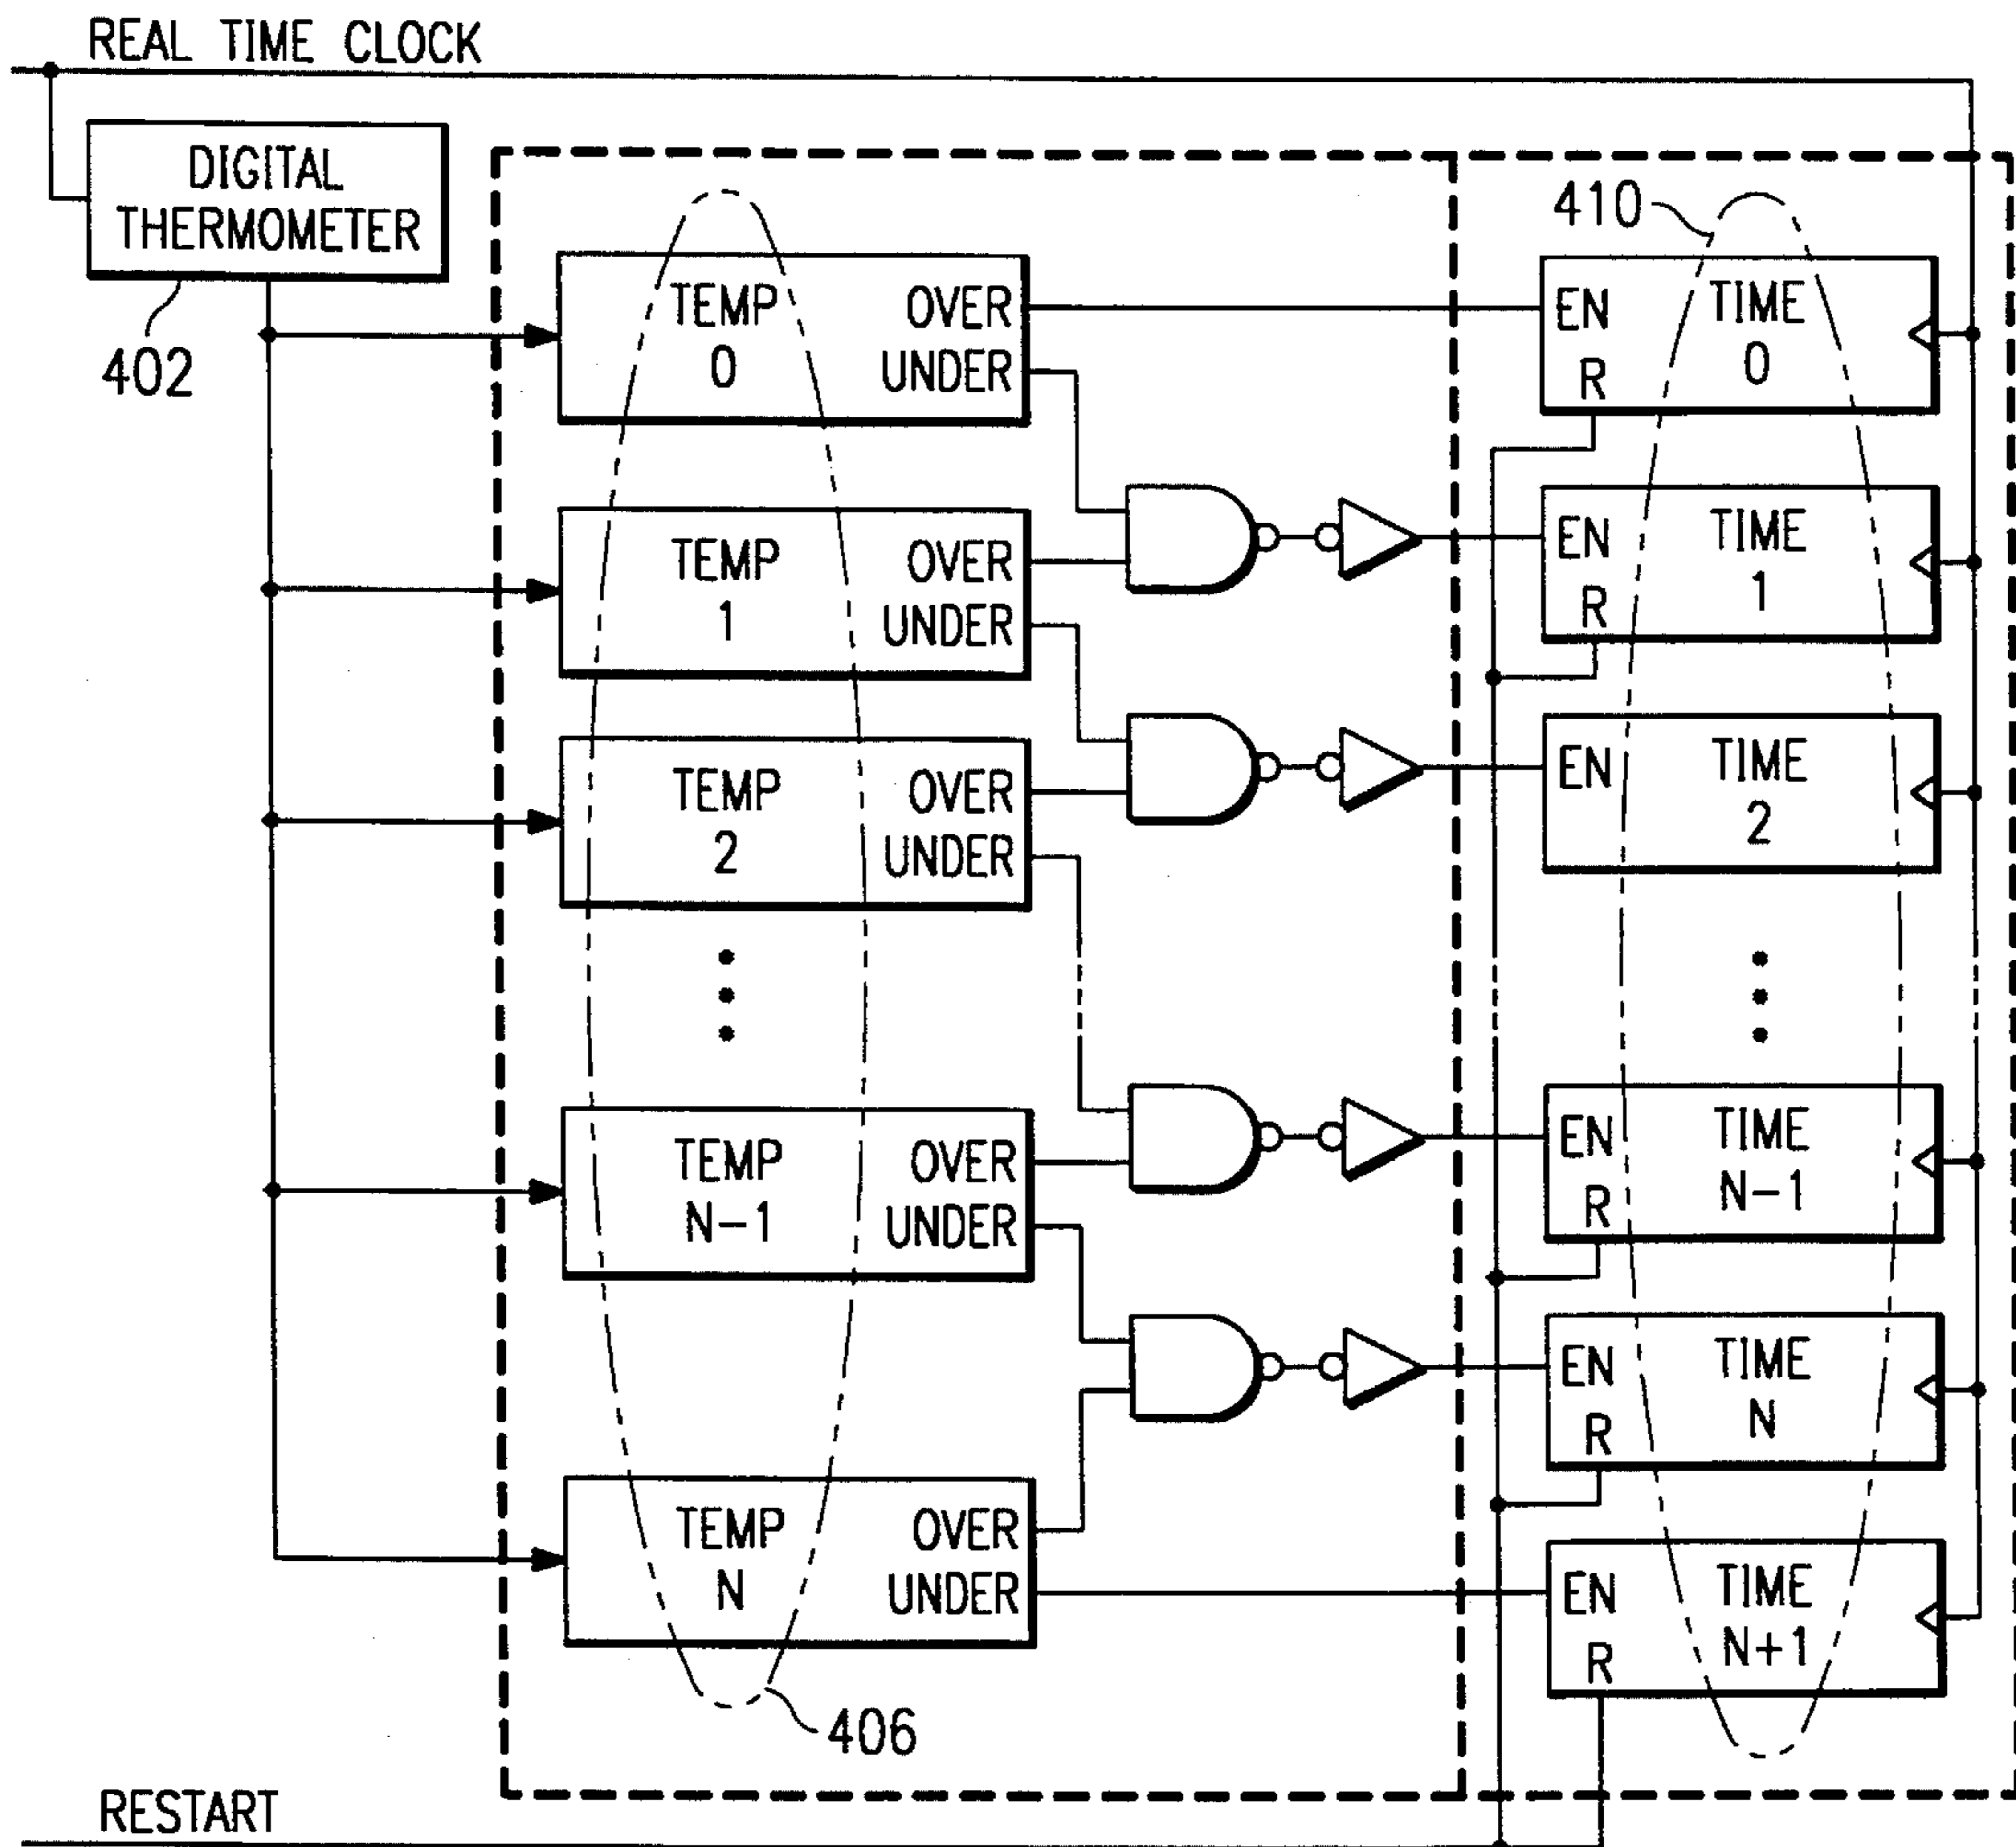 REAL TIME CLOCK
DIGITAL
THERMOMETER
402
TEMP
0
OVER
UNDER
TEMP
1
OVER
UNDER
TEMP
2
OVER
UNDER
TEMP
N-1
OVER
UNDER
TEMP
N
OVER
UNDER
406
410
EN
R
TIME
0
EN
R
TIME
1
EN
TIME
2
EN
R
TIME
N-1
EN
R
TIME
N
EN
R
TIME
N+1
RESTART